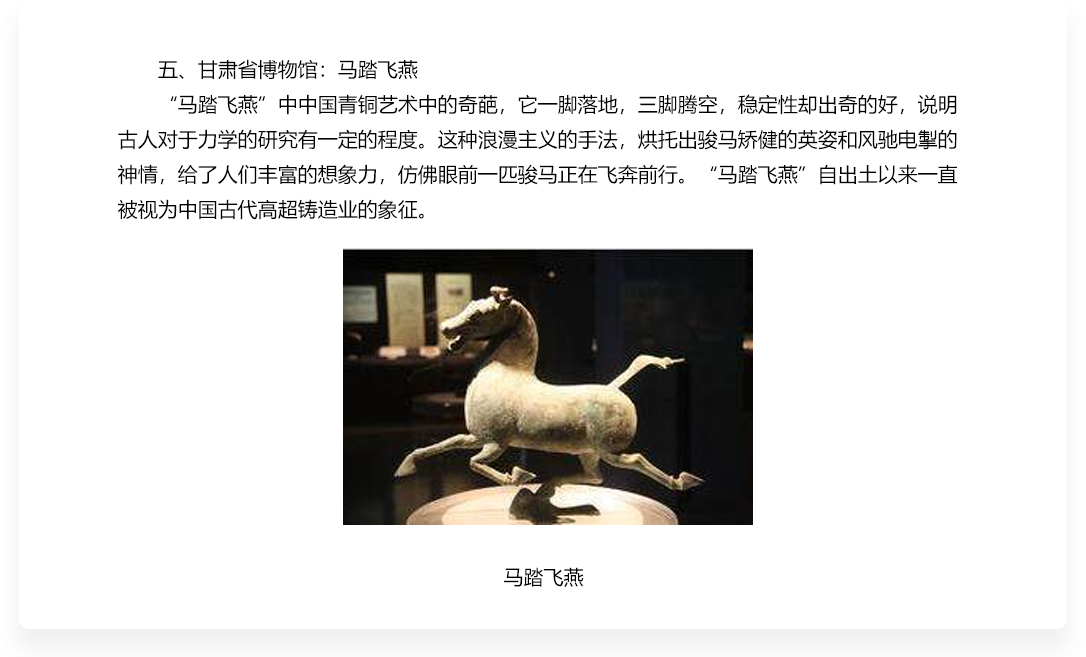 五、甘肃省博物馆：马踏飞燕
“马踏飞燕”中中国青铜艺术中的奇葩，它一脚落地，三脚腾空，稳定性却出奇的好，说明
古人对于力学的研究有一定的程度。这种浪漫主义的手法，烘托出骏马矫健的英姿和风驰电掣的
神情，给了人们丰富的想象力，仿佛眼前一匹骏马正在飞奔前行。“马踏飞燕”自出土以来一直
被视为中国古代高超铸造业的象征。
马踏飞燕